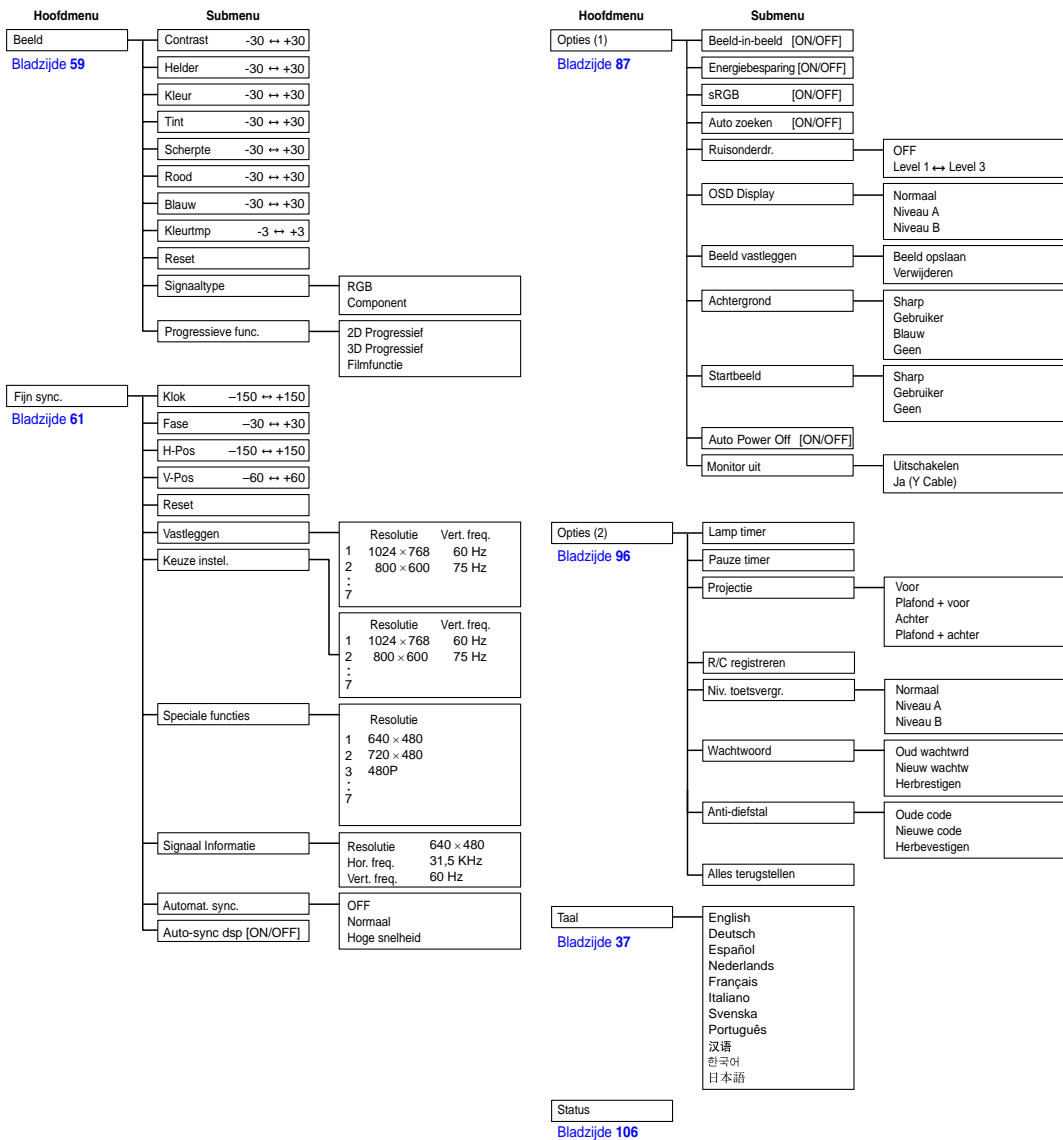 Hoofdmenu Submenu
Beeld
Bladzijde 59
Contrast -30 ↔ +30
Helder -30 ↔ +30
Kleur -30 ↔ +30
Tint -30 ↔ +30
Scherpte -30 ↔ +30
Rood -30 ↔ +30
Blauw -30 ↔ +30
Kleurtmp -3 ↔ +3
Reset
Signaaltype
RGB
Component
Progressieve func.
2D Progressief
3D Progressief
Filmfunctie
Fijn sync.
Bladzijde 61
Klok –150 ↔ +150
Fase –30 ↔ +30
H-Pos –150 ↔ +150
V-Pos –60 ↔ +60
Reset
Vastleggen
Resolutie Vert. freq.
1 1024 × 768 60 Hz
2 800 × 600 75 Hz
:
7
Keuze instel.
Resolutie Vert. freq.
1 1024 × 768 60 Hz
2 800 × 600 75 Hz
:
7
Speciale functies
Resolutie
1 640 × 480
2 720 × 480
3 480P
:
7
Signaal Informatie
Resolutie 640 × 480
Hor. freq. 31,5 KHz
Vert. freq. 60 Hz
Automat. sync.
OFF
Normaal
Hoge snelheid
Auto-sync dsp [ON/OFF]
Hoofdmenu Submenu
Opties (1)
Bladzijde 87
Beeld-in-beeld [ON/OFF]
Energiebesparing [ON/OFF]
sRGB [ON/OFF]
Auto zoeken [ON/OFF]
Ruisonderdr.
OFF
Level 1 ↔ Level 3
OSD Display
Normaal
Niveau A
Niveau B
Beeld vastleggen
Beeld opslaan
Verwijderen
Achtergrond
Sharp
Gebruiker
Blauw
Geen
Startbeeld
Sharp
Gebruiker
Geen
Auto Power Off [ON/OFF]
Monitor uit
Uitschakelen
Ja (Y Cable)
Opties (2)
Bladzijde 96
Lamp timer
Pauze timer
Projectie
Voor
Plafond + voor
Achter
Plafond + achter
R/C registreren
Niv. toetsvergr.
Normaal
Niveau A
Niveau B
Wachtwoord
Oud wachtwrd
Nieuw wachtw
Herbrestigen
Anti-diefstal
Oude code
Nieuwe code
Herbevestigen
Alles terugstellen
Taal
Bladzijde 37
English
Deutsch
Español
Nederlands
Français
Italiano
Svenska
Português
汉语
한국어
日本語
Status
Bladzijde 106